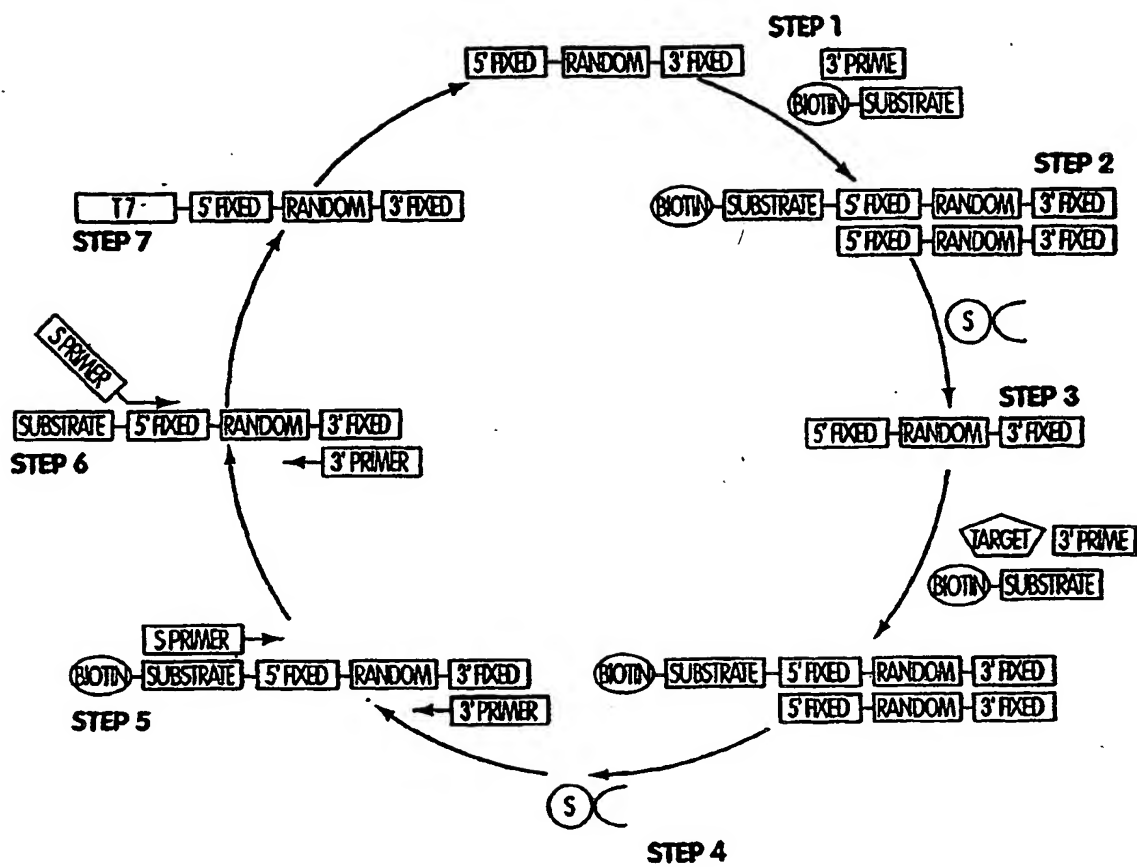 STEP 1
5' FIXED RANDOM 3' FIXED
3' PRIME
BIOTIN SUBSTRATE
STEP 2
BIOTIN SUBSTRATE 5' FIXED RANDOM 3' FIXED
5' FIXED RANDOM 3' FIXED
S
STEP 3
5' FIXED RANDOM 3' FIXED
TARGET 3' PRIME
BIOTIN SUBSTRATE
BIOTIN SUBSTRATE 5' FIXED RANDOM 3' FIXED
5' FIXED RANDOM 3' FIXED
S
STEP 4
S PRIMER
BIOTIN SUBSTRATE 5' FIXED RANDOM 3' FIXED
3' PRIMER
STEP 5
S PRIMER
SUBSTRATE 5' FIXED RANDOM 3' FIXED
3' PRIMER
STEP 6
T7 5' FIXED RANDOM 3' FIXED
STEP 7